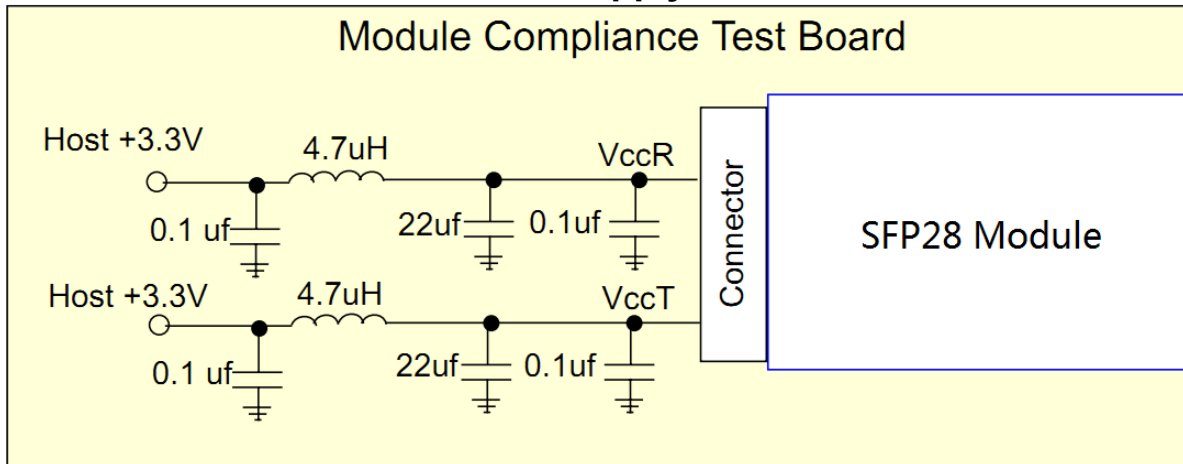 Module Compliance Test Board
Host +3.3V
4.7uH
VccR
0.1 uf
22uf
0.1uf
Host +3.3V
4.7uH
VccT
0.1 uf
22uf
0.1uf
Connector
SFP28 Module